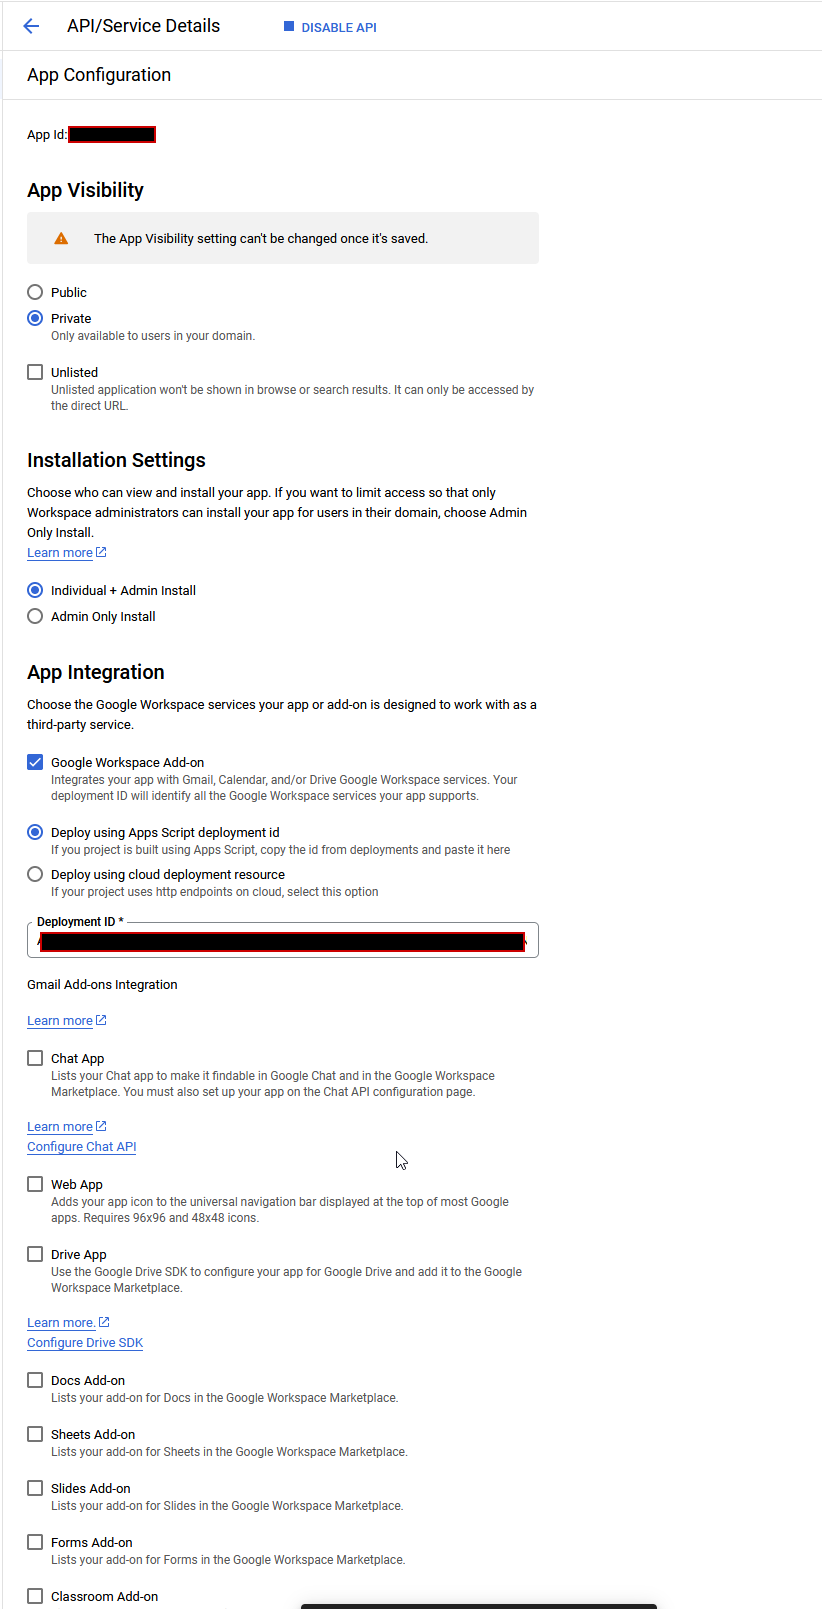 API/Service Details
DISABLE API
App Configuration
App Id:
App Visibility
The App Visibility setting can't be changed once it's saved.
Public
Private
Only available to users in your domain.
Unlisted
Unlisted application won't be shown in browse or search results. It can only be accessed by
the direct URL.
Installation Settings
Choose who can view and install your app. If you want to limit access so that only
Workspace administrators can install your app for users in their domain, choose Admin
Only Install.
Learn more
Individual + Admin Install
Admin Only Install
App Integration
Choose the Google Workspace services your app or add-on is designed to work with as a
third-party service.
Google Workspace Add-on
Integrates your app with Gmail, Calendar, and/or Drive Google Workspace services. Your
deployment ID will identify all the Google Workspace services your app supports.
Deploy using Apps Script deployment id
If you project is built using Apps Script, copy the id from deployments and paste it here
Deploy using cloud deployment resource
If your project uses http endpoints on cloud, select this option
Deployment ID *
Gmail Add-ons Integration
Learn more
Chat App
Lists your Chat app to make it findable in Google Chat and in the Google Workspace
Marketplace. You must also set up your app on the Chat API configuration page.
Learn more
Configure Chat API
Web App
Adds your app icon to the universal navigation bar displayed at the top of most Google
apps. Requires 96x96 and 48x48 icons.
Drive App
Use the Google Drive SDK to configure your app for Google Drive and add it to the Google
Workspace Marketplace.
Learn more.
Configure Drive SDK
Docs Add-on
Lists your add-on for Docs in the Google Workspace Marketplace.
Sheets Add-on
Lists your add-on for Sheets in the Google Workspace Marketplace.
Slides Add-on
Lists your add-on for Slides in the Google Workspace Marketplace.
Forms Add-on
Lists your add-on for Forms in the Google Workspace Marketplace.
Classroom Add-on